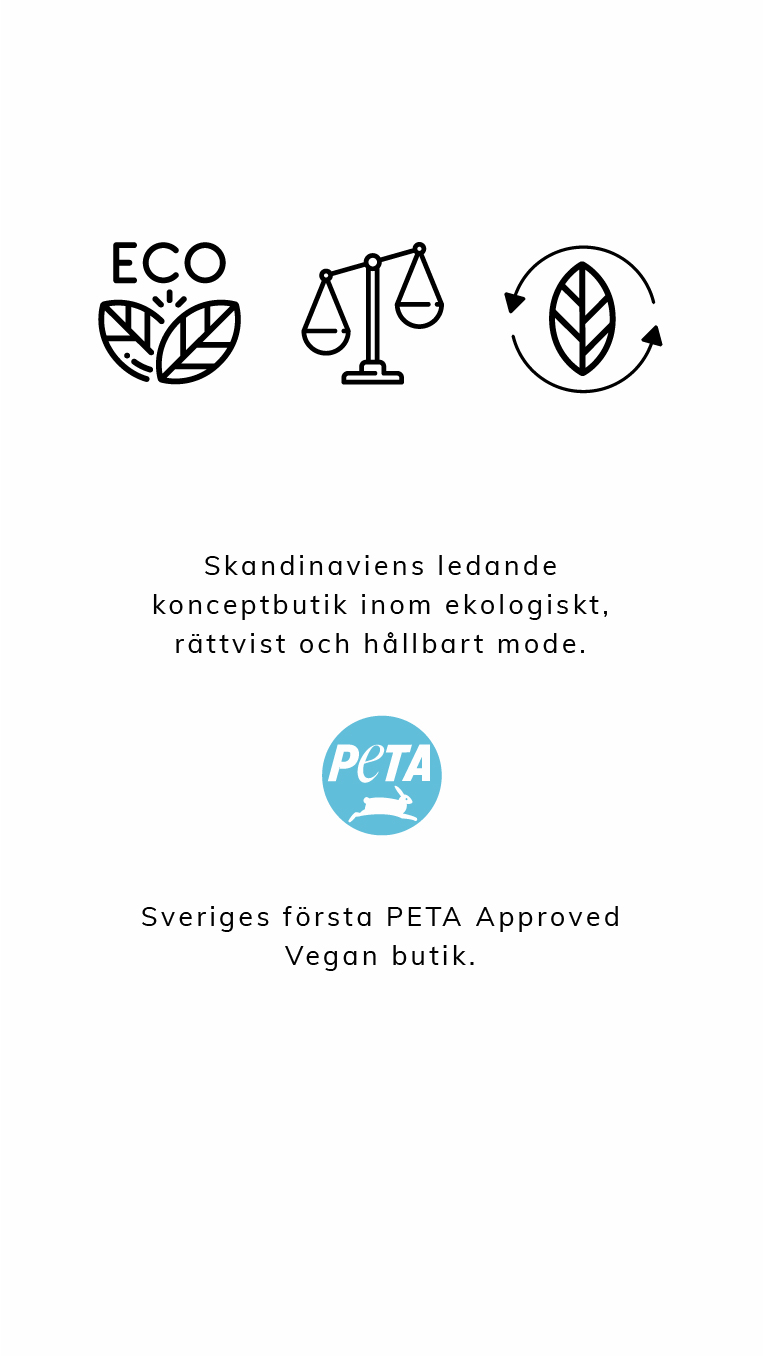 ECO
Skandinaviens ledande
konceptbutik inom ekologiskt,
rättvist och hållbart mode.
PeTA
Sveriges första PETA Approved
Vegan butik.